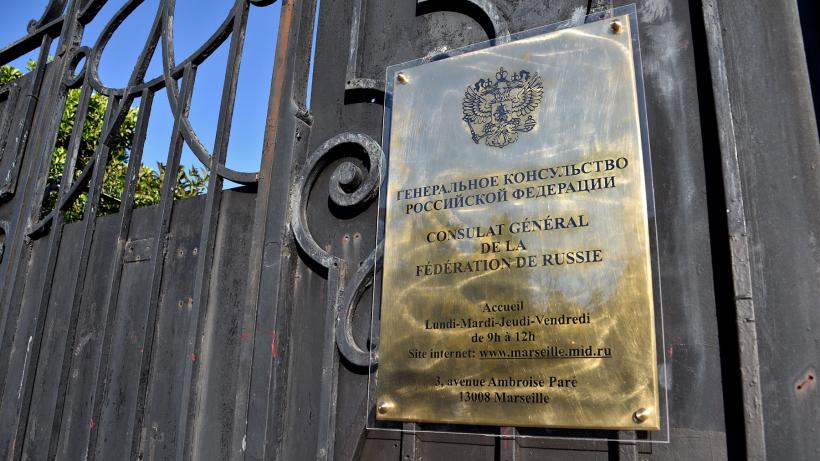 ГЕНЕРАЛЬНОЕ КОНСУЛЬСТВО
РОССИЙСКОЙ ФЕДЕРАЦИИ
CONSULAT GÉNÉRAL
DE LA
FÉDÉRATION DE RUSSIE
Accueil
Lundi-Mardi-Jeudi-Vendredi
de 9h à 12h
Site internet: www.marseille.mid.ru
3, avenue Ambroise Paré
13008 Marseille